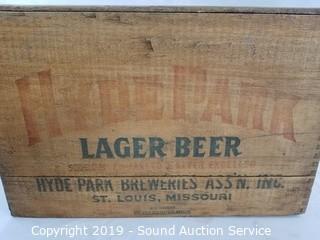 HYDE PARK
LAGER BEER
HYDE PARK BREWERIES ASS'N. INC.
ST. LOUIS, MISSOURI
Copyright 2019 - Sound Auction Service